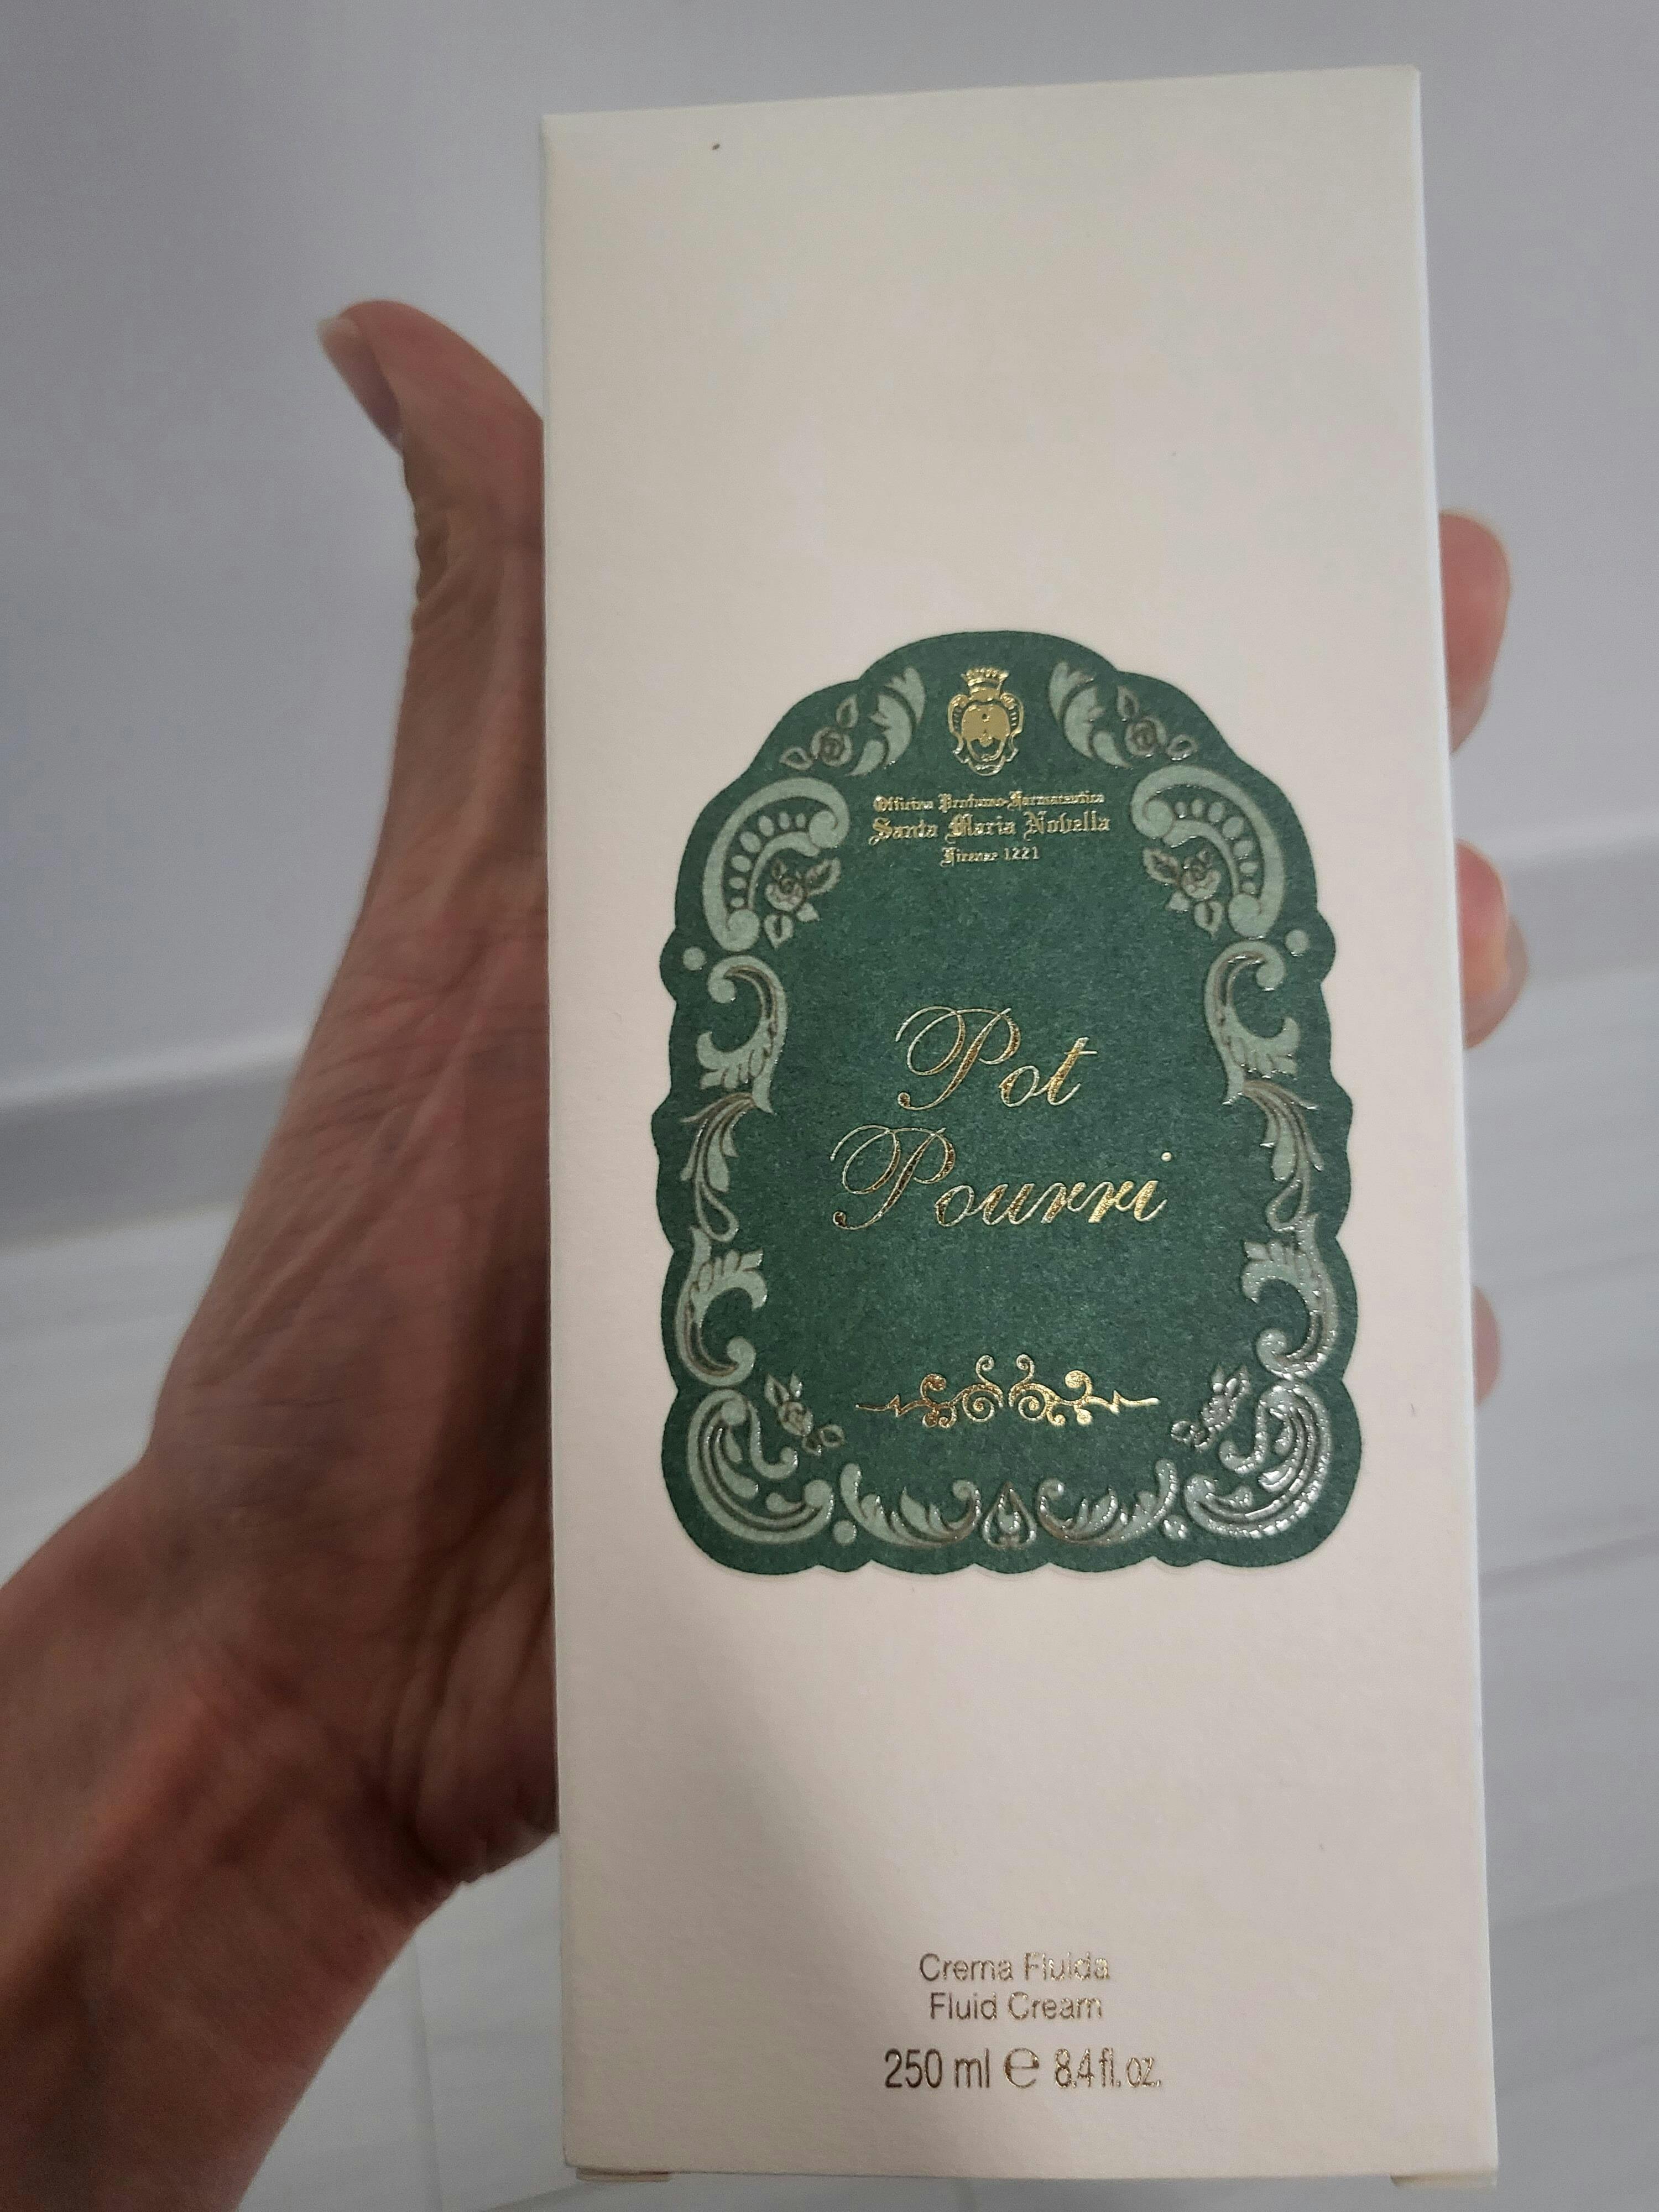 Officina Profumo-Farmaceutica
Santa Maria Novella
Firenze 1221
Pot
Pourri
Crema Fluida
Fluid Cream
250 ml ℮ 8.4 fl. oz.